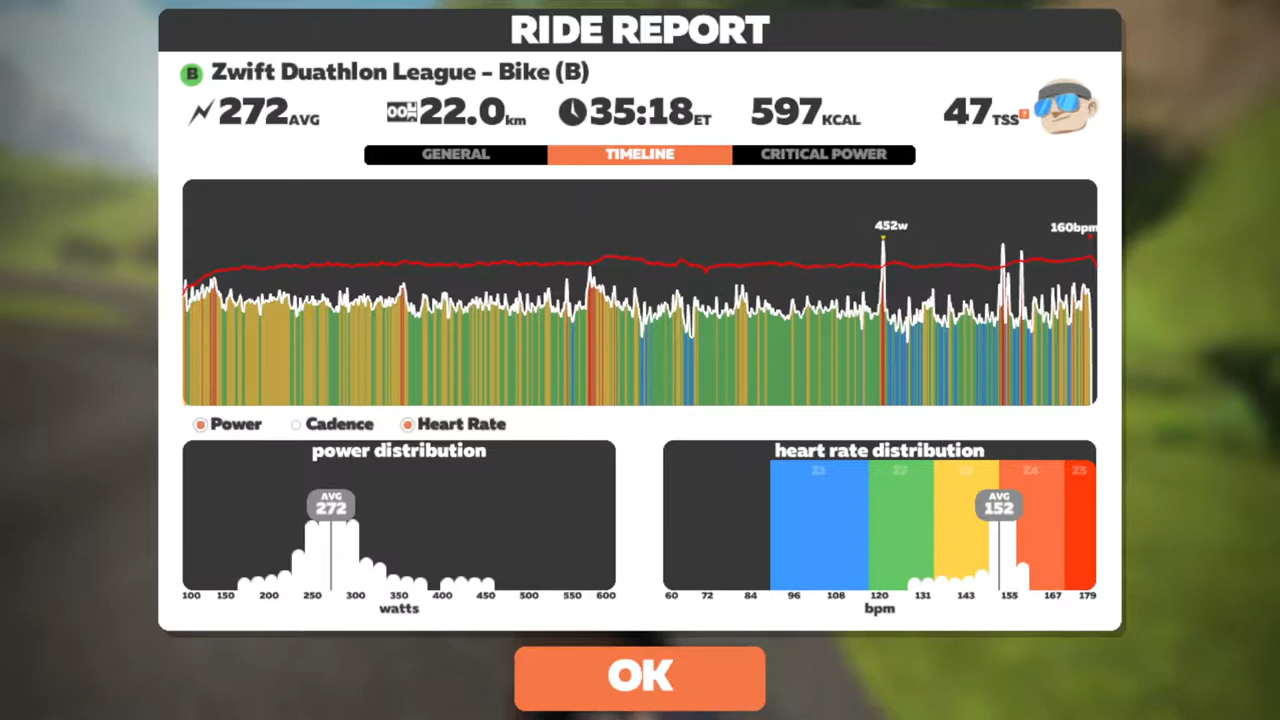 RIDE REPORT
B Zwift Duathlon League – Bike (B)
272AVG 22.0km 35:18ET 597KCAL 47TSS?
GENERAL TIMELINE CRITICAL POWER
452w
160bpm
Power Cadence Heart Rate
power distribution
AVG
272
100 150 200 250 300 350 400 450 500 550 600
watts
heart rate distribution
Z1 Z2 Z3 Z4 Z5
AVG
152
60 72 84 96 108 120 131 143 155 167 179
bpm
OK